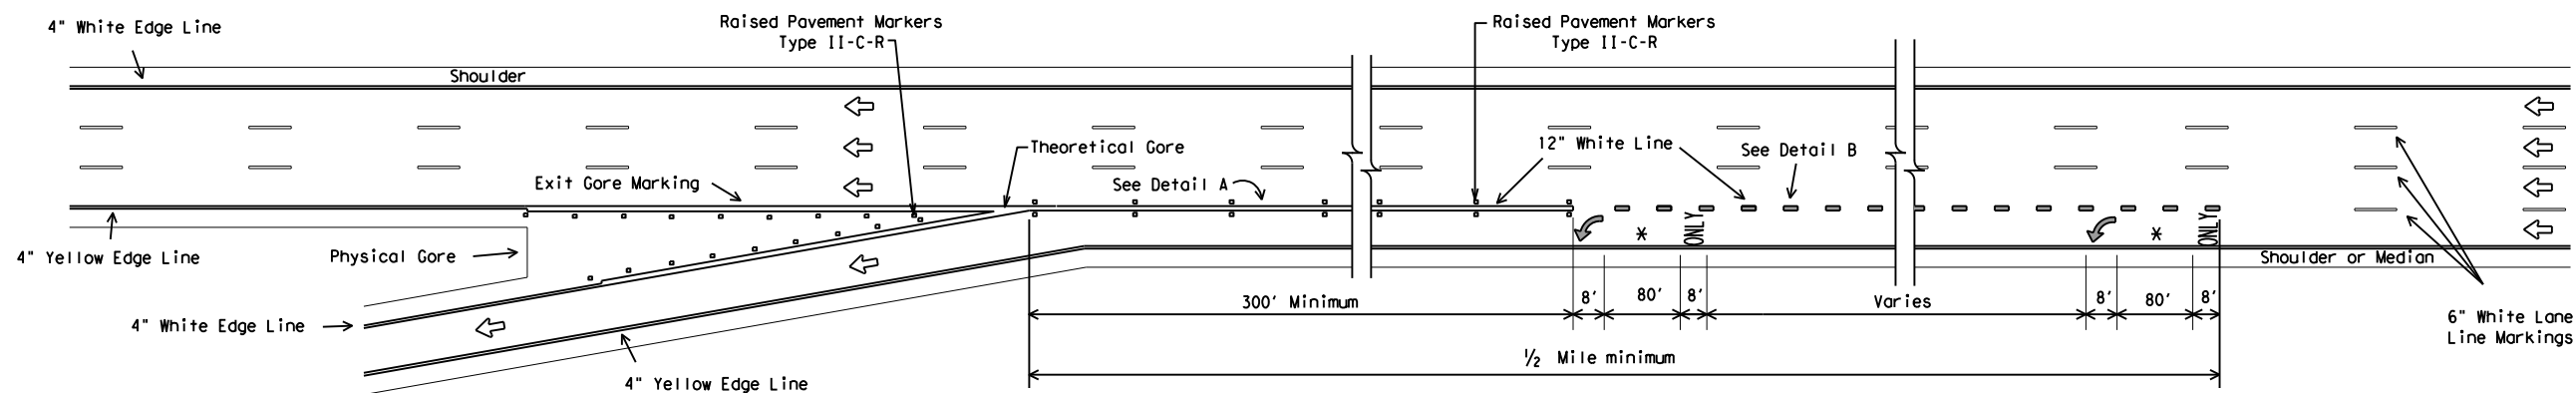 Raised Pavement Markers
Type II-C-R
Raised Pavement Markers
Type II-C-R
4" White Edge Line
Shoulder
12" White Line
See Detail B
Theoretical Gore
Exit Gore Marking
See Detail A
ONLY
ONLY
*
*
4" Yellow Edge Line
Physical Gore
Shoulder or Median
300' Minimum
8'
80'
8'
Varies
8'
80'
8'
4" White Edge Line
6" White Lane
Line Markings
½ Mile minimum
4" Yellow Edge Line